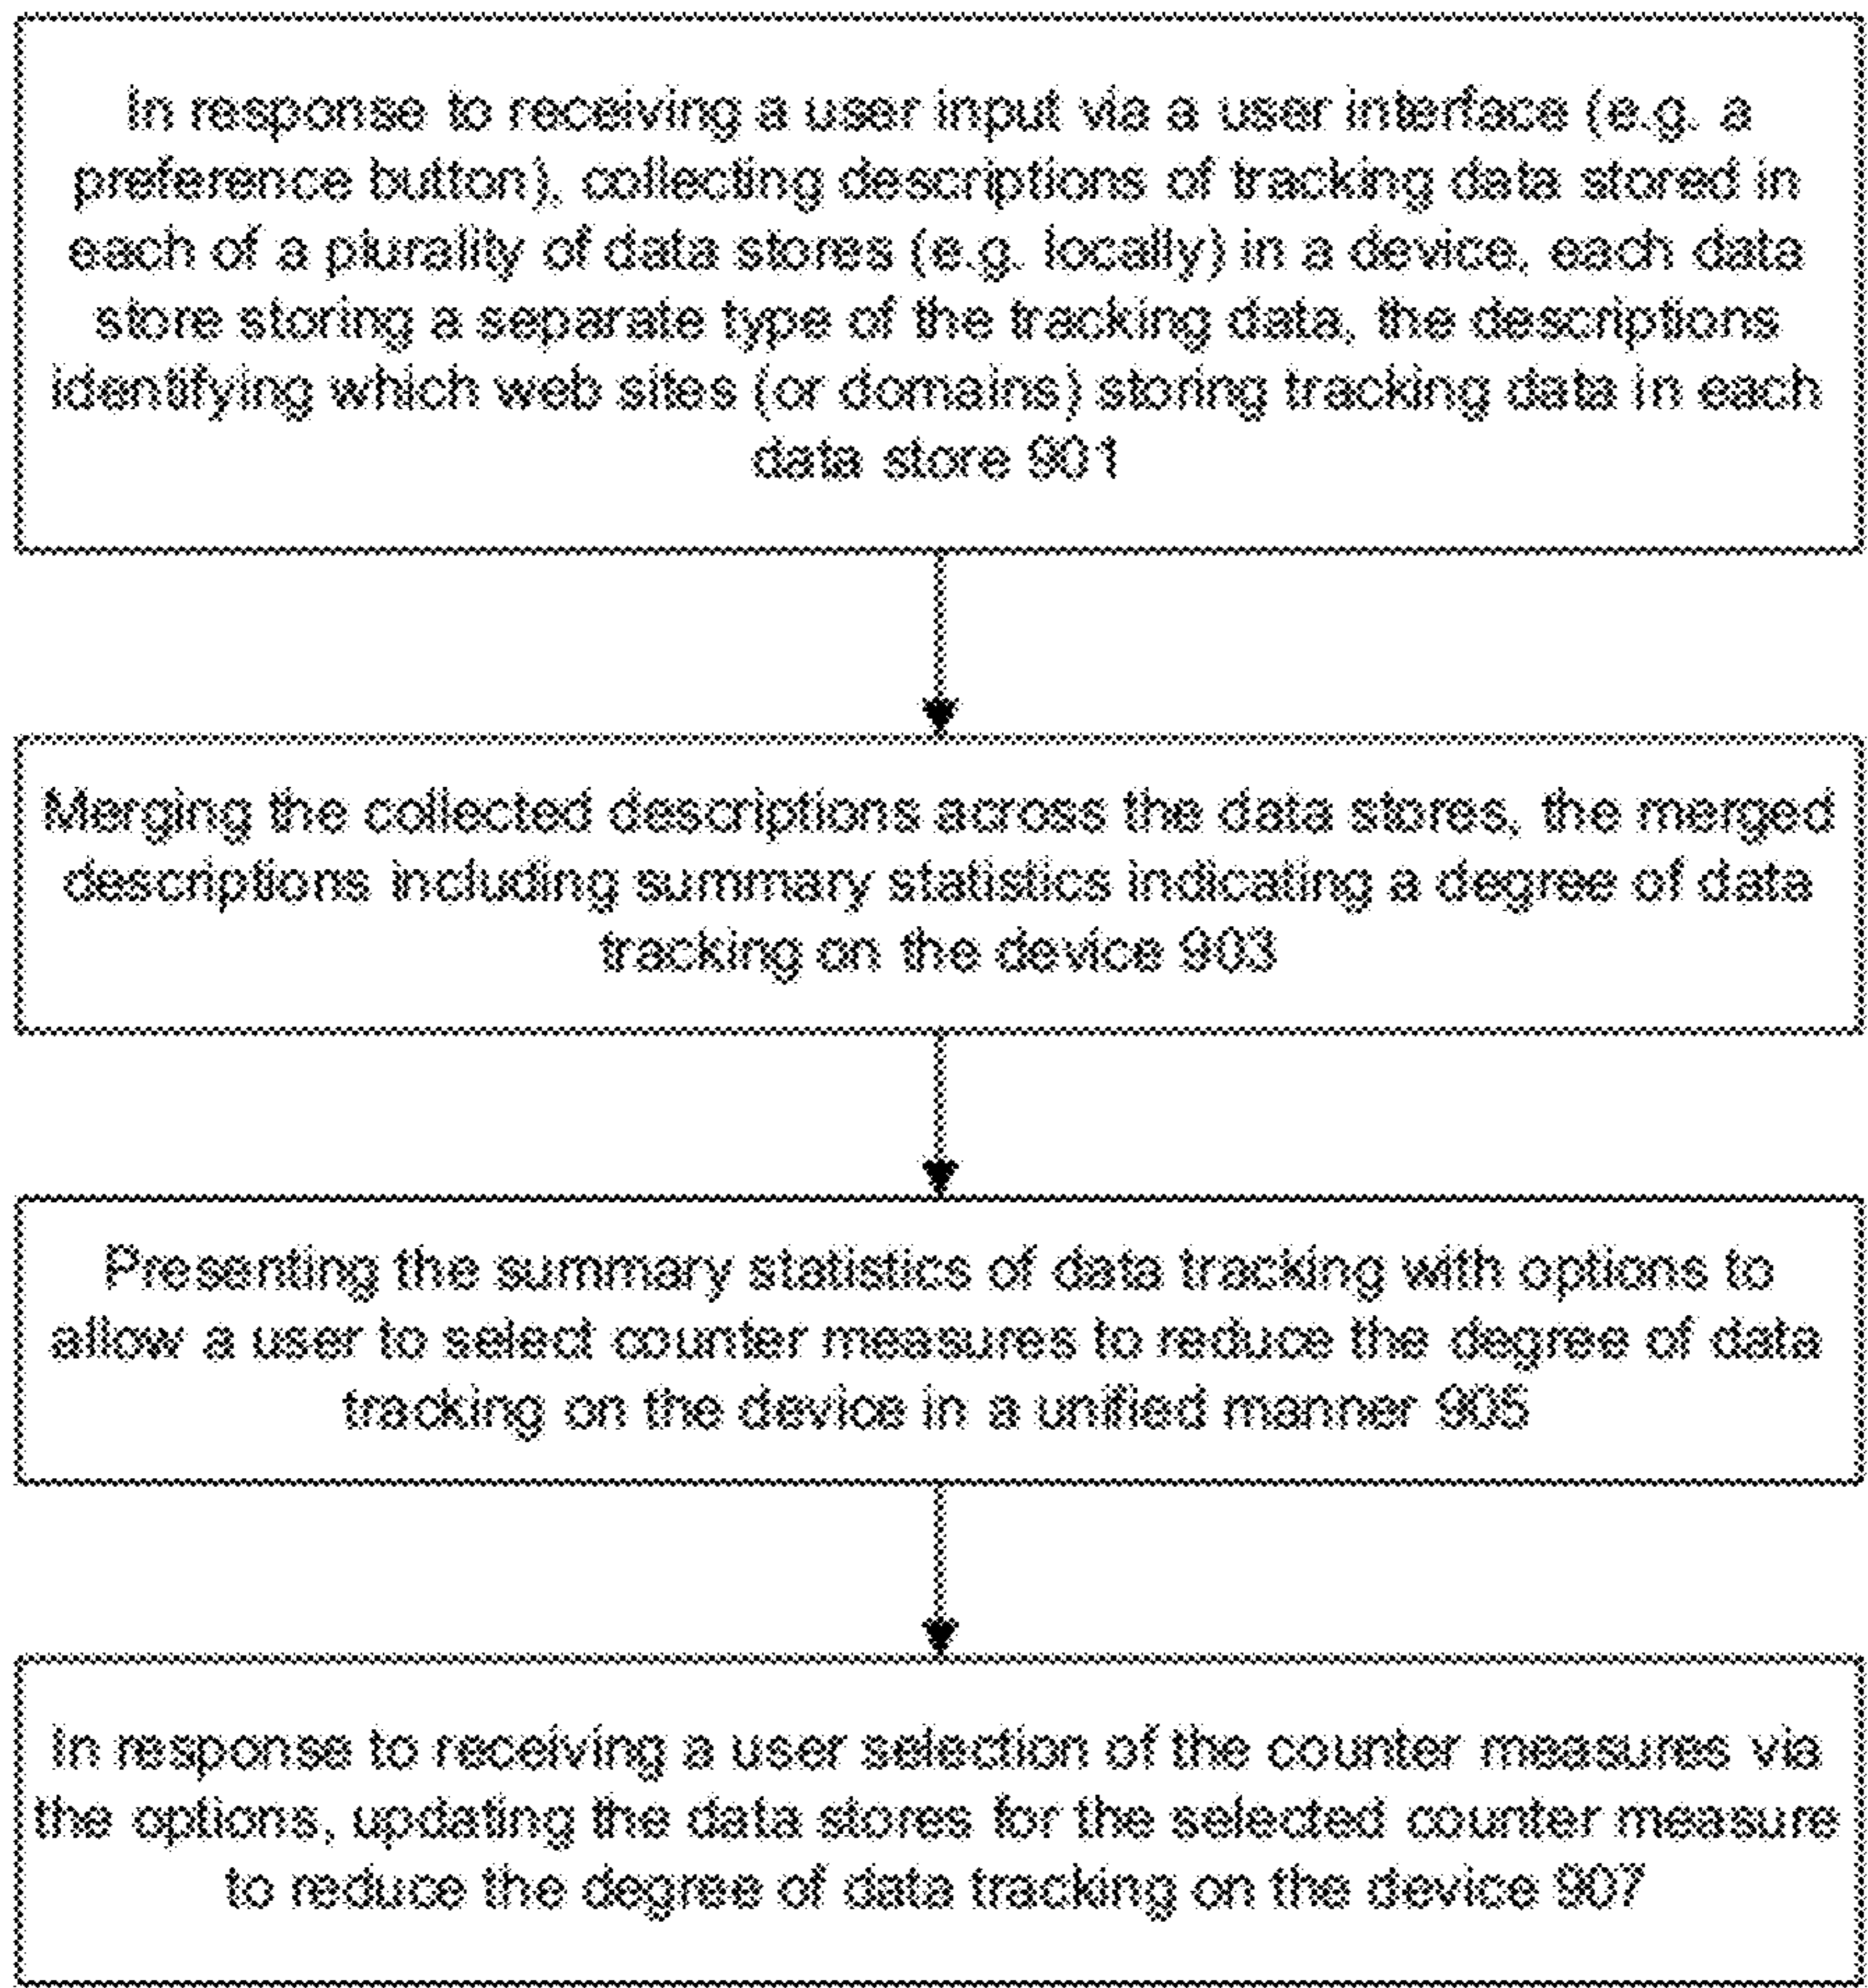 In response to receiving a user input via a user interface (e.g. a
preference button), collecting descriptions of tracking data stored in
each of a plurality of data stores (e.g. locally) in a device, each data
store storing a separate type of the tracking data, the descriptions
identifying which web sites (or domains) storing tracking data in each
data store 901
Merging the collected descriptions across the data stores, the merged
descriptions including summary statistics indicating a degree of data
tracking on the device 903
Presenting the summary statistics of data tracking with options to
allow a user to select counter measures to reduce the degree of data
tracking on the device in a unified manner 905
In response to receiving a user selection of the counter measures via
the options, updating the data stores for the selected counter measure
to reduce the degree of data tracking on the device 907